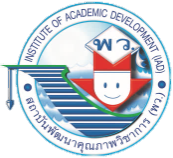 INSTITUTE OF ACADEMIC DEVELOPMENT (IAD)
พว.
สถาบันพัฒนาคุณภาพวิชาการ (พว.)